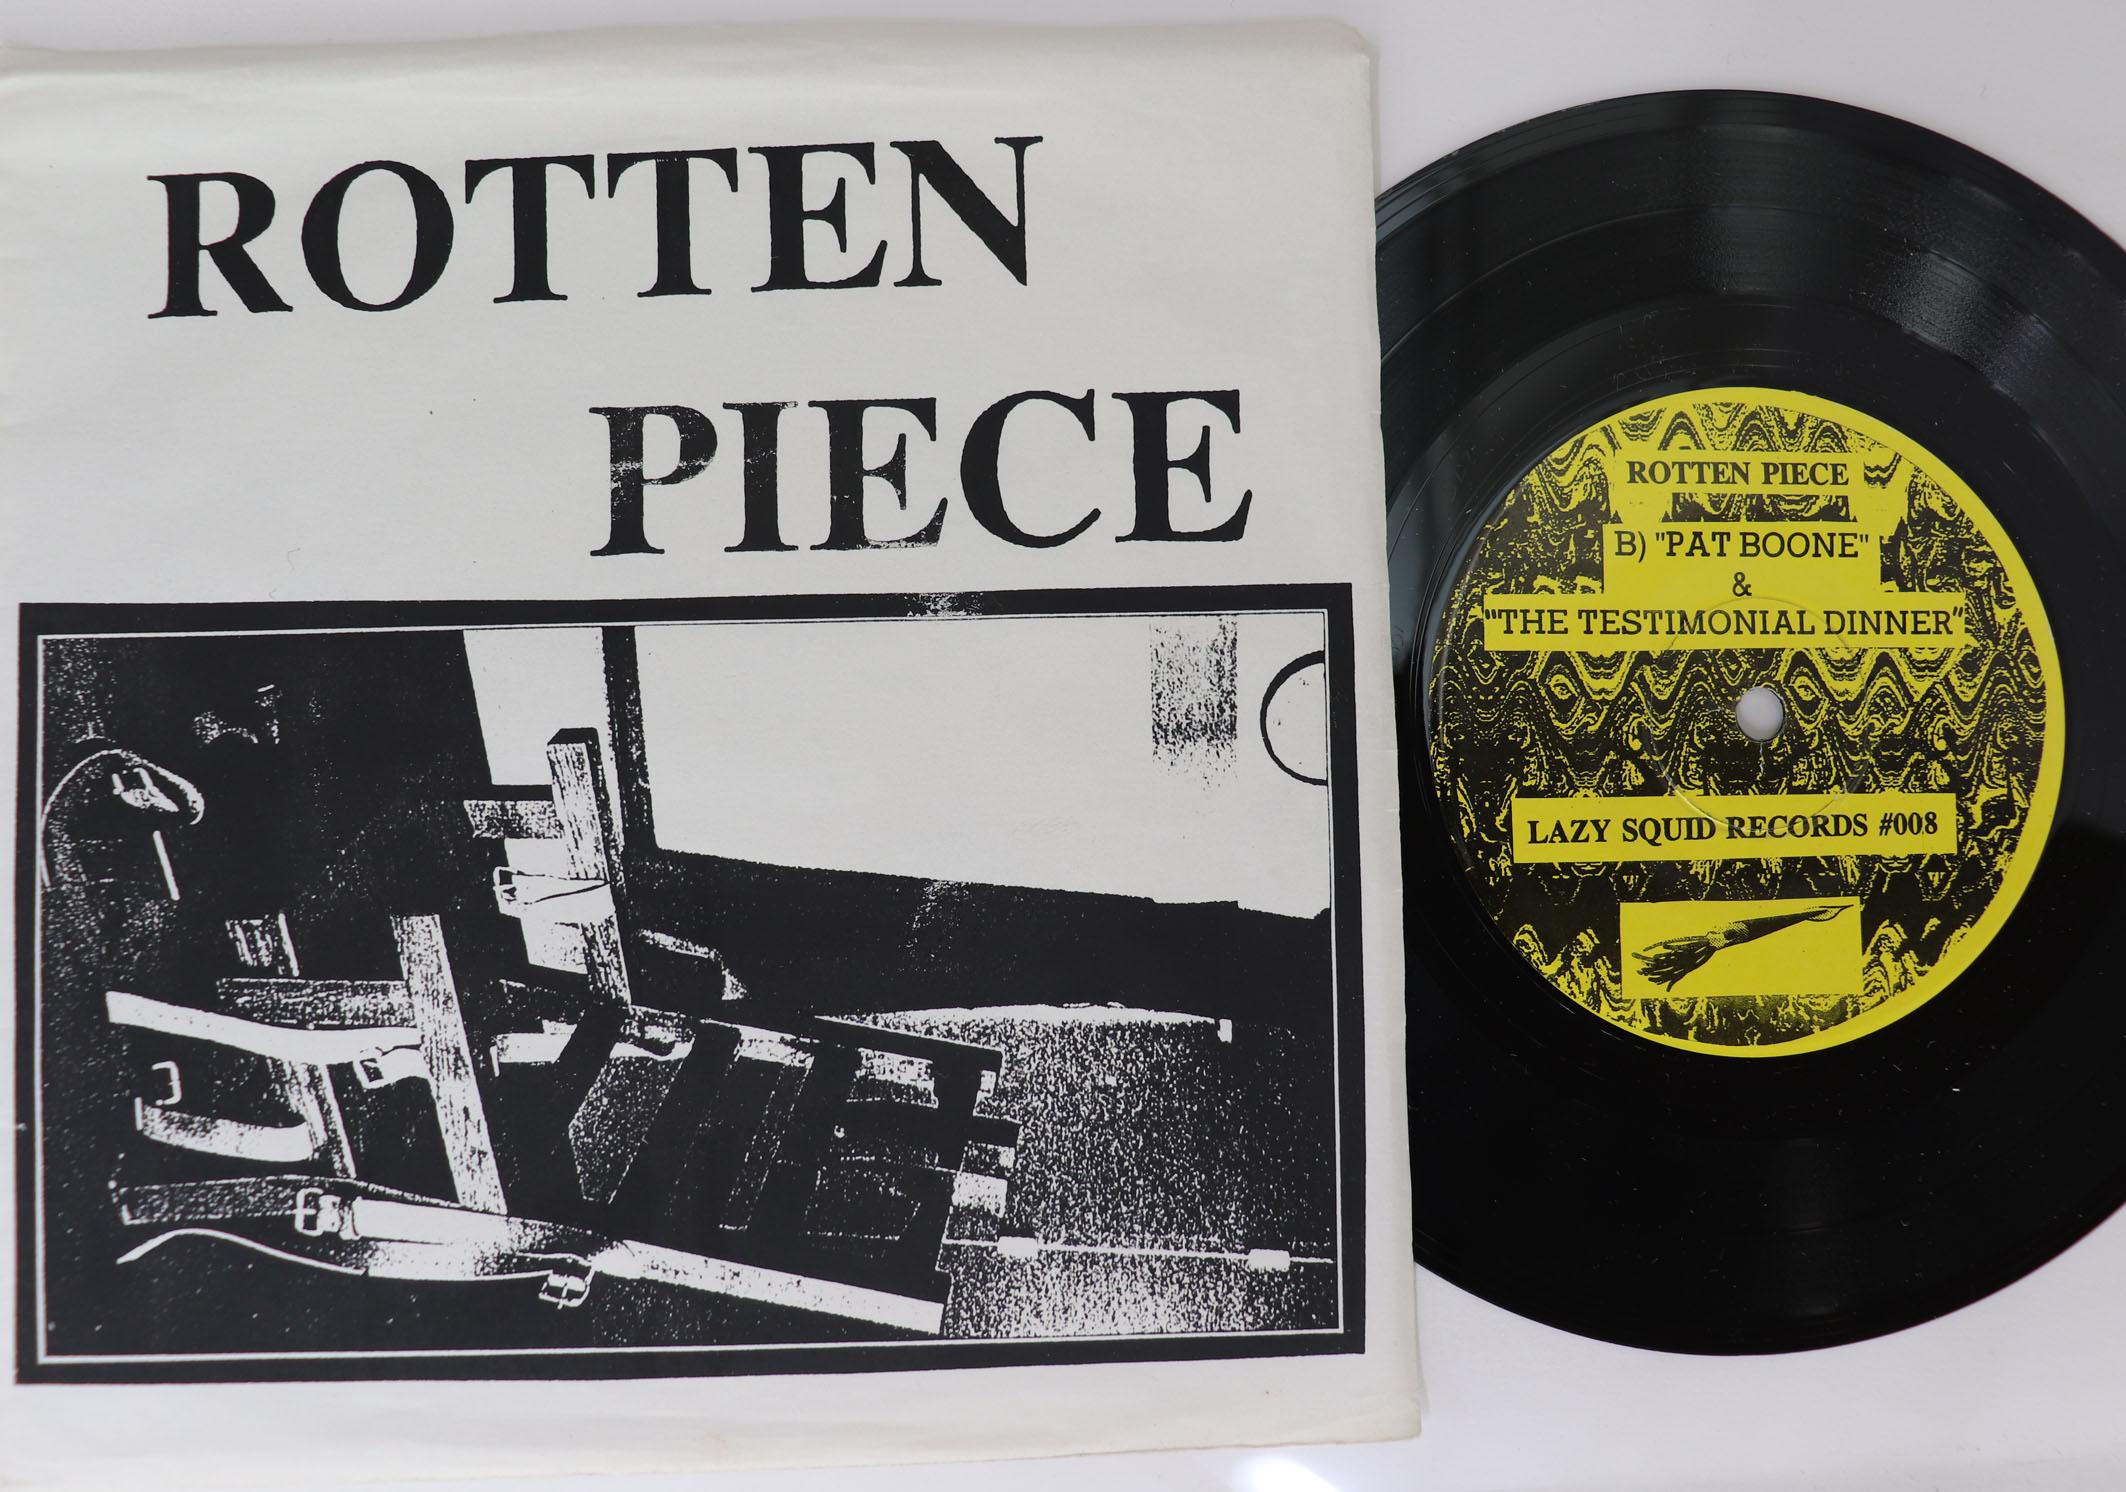 ROTTEN
PIECE
ROTTEN PIECE
B) "PAT BOONE"
&
"THE TESTIMONIAL DINNER"
LAZY SQUID RECORDS #008